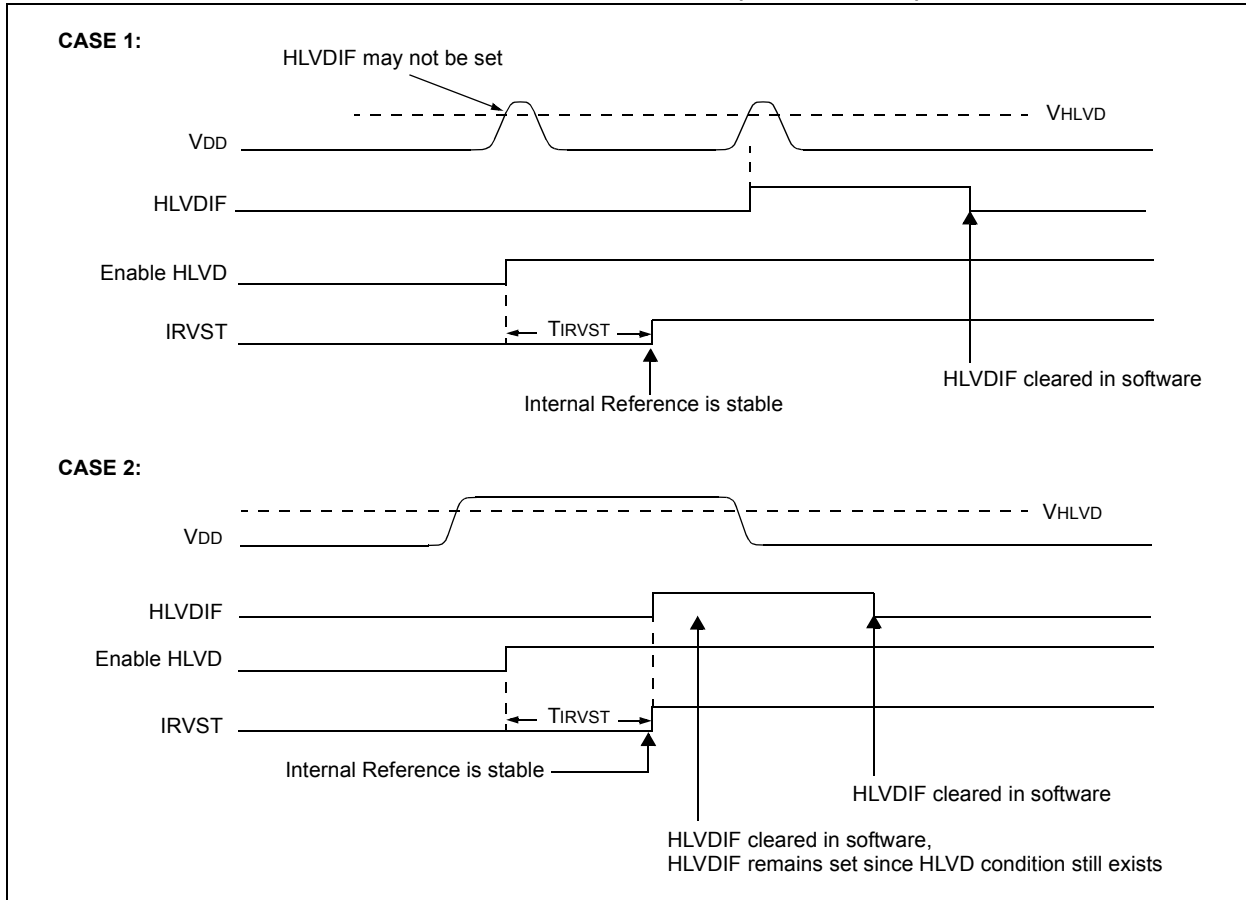 CASE 1:
HLVDIF may not be set
VHLVD
VDD
HLVDIF
Enable HLVD
IRVST
TIRVST
HLVDIF cleared in software
Internal Reference is stable
CASE 2:
VHLVD
VDD
HLVDIF
Enable HLVD
IRVST
TIRVST
Internal Reference is stable
HLVDIF cleared in software
HLVDIF cleared in software,
HLVDIF remains set since HLVD condition still exists